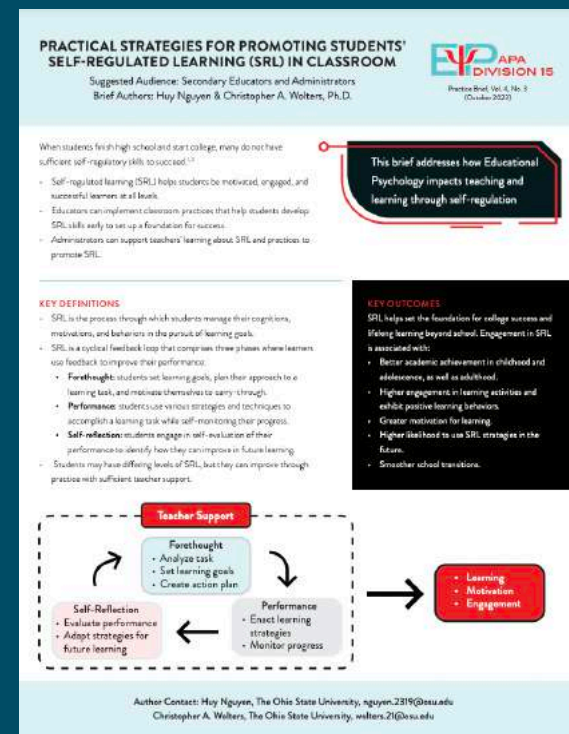 PRACTICAL STRATEGIES FOR PROMOTING STUDENTS'
SELF-REGULATED LEARNING (SRL) IN CLASSROOM
Suggested Audience: Secondary Educators and Administrators
Brief Authors: Huy Nguyen & Christopher A. Wolters, Ph.D.
APA
DIVISION 15
Practice Brief, Vol. 4, No. 3
(October 2022)
When students finish high school and start college, many do not have
sufficient self-regulatory skills to succeed.1,2
- Self-regulated learning (SRL) helps students be motivated, engaged, and
successful learners at all levels.
- Educators can implement classroom practices that help students develop
SRL skills early to set up a foundation for success.
- Administrators can support teachers' learning about SRL and practices to
promote SRL.
This brief addresses how Educational
Psychology impacts teaching and
learning through self-regulation
KEY DEFINITIONS
- SRL is the process through which students manage their cognitions,
motivations, and behaviors in the pursuit of learning goals.
- SRL is a cyclical feedback loop that comprises three phases where learners
use feedback to improve their performance:
• Forethought: students set learning goals, plan their approach to a
learning task, and motivate themselves to carry-through.
• Performance: students use various strategies and techniques to
accomplish a learning task while self-monitoring their progress.
• Self-reflection: students engage in self-evaluation of their
performance to identify how they can improve in future learning.
- Students may have differing levels of SRL, but they can improve through
practice with sufficient teacher support.
KEY OUTCOMES
SRL helps set the foundation for college success and
lifelong learning beyond school. Engagement in SRL
is associated with:
• Better academic achievement in childhood and
adolescence, as well as adulthood.
• Higher engagement in learning activities and
exhibit positive learning behaviors.
• Greater motivation for learning.
• Higher likelihood to use SRL strategies in the
future.
• Smoother school transitions.
Teacher Support
Forethought
• Analyze task
• Set learning goals
• Create action plan
Self-Reflection
• Evaluate performance
• Adapt strategies for
future learning
Performance
• Enact learning
strategies
• Monitor progress
• Learning
• Motivation
• Engagement
Author Contact: Huy Nguyen, The Ohio State University, nguyen.2319@osu.edu
Christopher A. Wolters, The Ohio State University, wolters.21@osu.edu